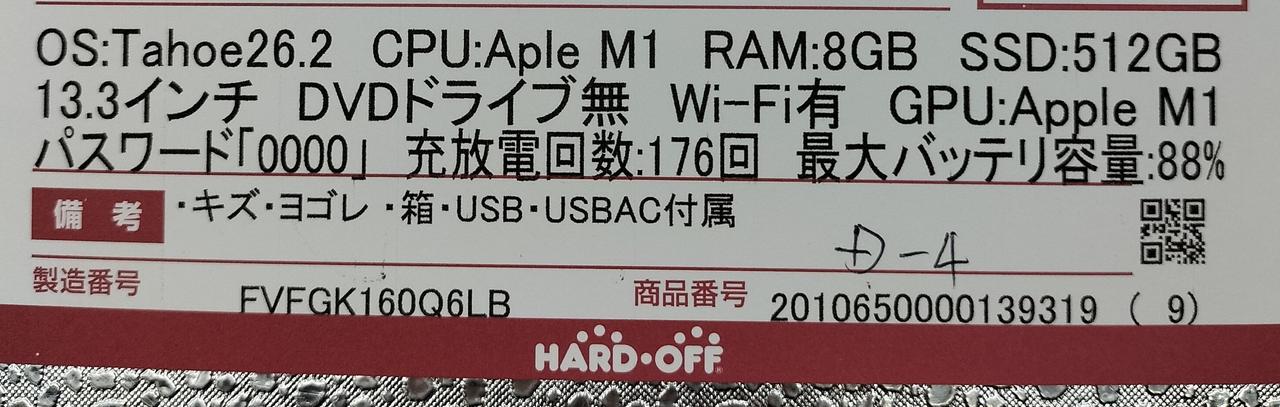 OS:Tahoe26.2 CPU:Aple M1 RAM:8GB SSD:512GB
13.3インチ DVDドライブ無 Wi-Fi有 GPU:Apple M1
パスワード「0000」 充放電回数:176回 最大バッテリ容量:88%
備考 ・キズ・ヨゴレ ・箱・USB・USBAC付属
D-4
製造番号 FVFGK160Q6LB 商品番号 2010650000139319 ( 9)
HARD・OFF